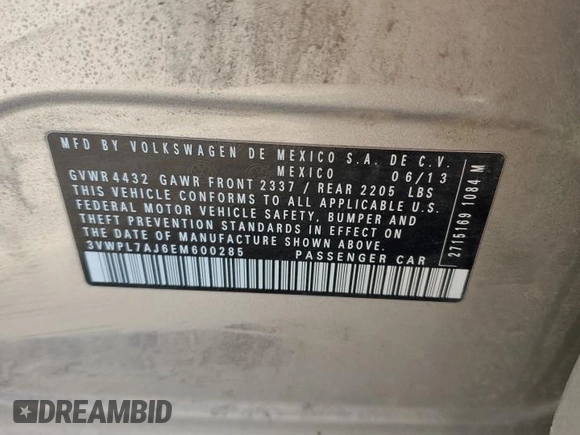 MFD BY VOLKSWAGEN DE MEXICO S.A. DE C.V.
MEXICO 06/13
GVWR 4432 GAWR FRONT 2337 / REAR 2205 LBS
THIS VEHICLE CONFORMS TO ALL APPLICABLE U.S.
FEDERAL MOTOR VEHICLE SAFETY, BUMPER AND
THEFT PREVENTION STANDARDS IN EFFECT ON
THE DATE OF MANUFACTURE SHOWN ABOVE.
3VWPL7AJ6EM600285 PASSENGER CAR
2715169 1084 M
DREAMBID